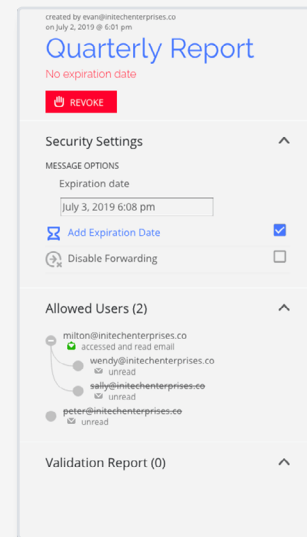 created by evan@initechenterprises.co
on July 2, 2019 @ 6:01 pm
Quarterly Report
No expiration date
REVOKE
Security Settings
MESSAGE OPTIONS
Expiration date
July 3, 2019 6:08 pm
Add Expiration Date
Disable Forwarding
Allowed Users (2)
milton@initechenterprises.co
accessed and read email
wendy@initechenterprises.co
unread
sally@initechenterprises.co
unread
peter@initechenterprises.co
unread
Validation Report (0)